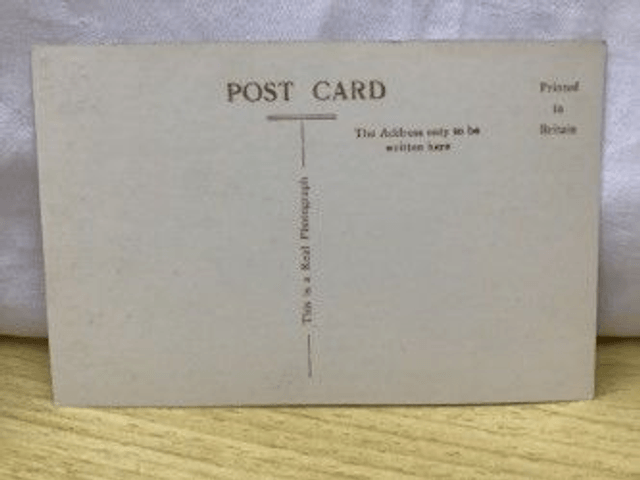 POST CARD
Printed
in
Britain
The Address only to be
written here
This is a Real Photograph